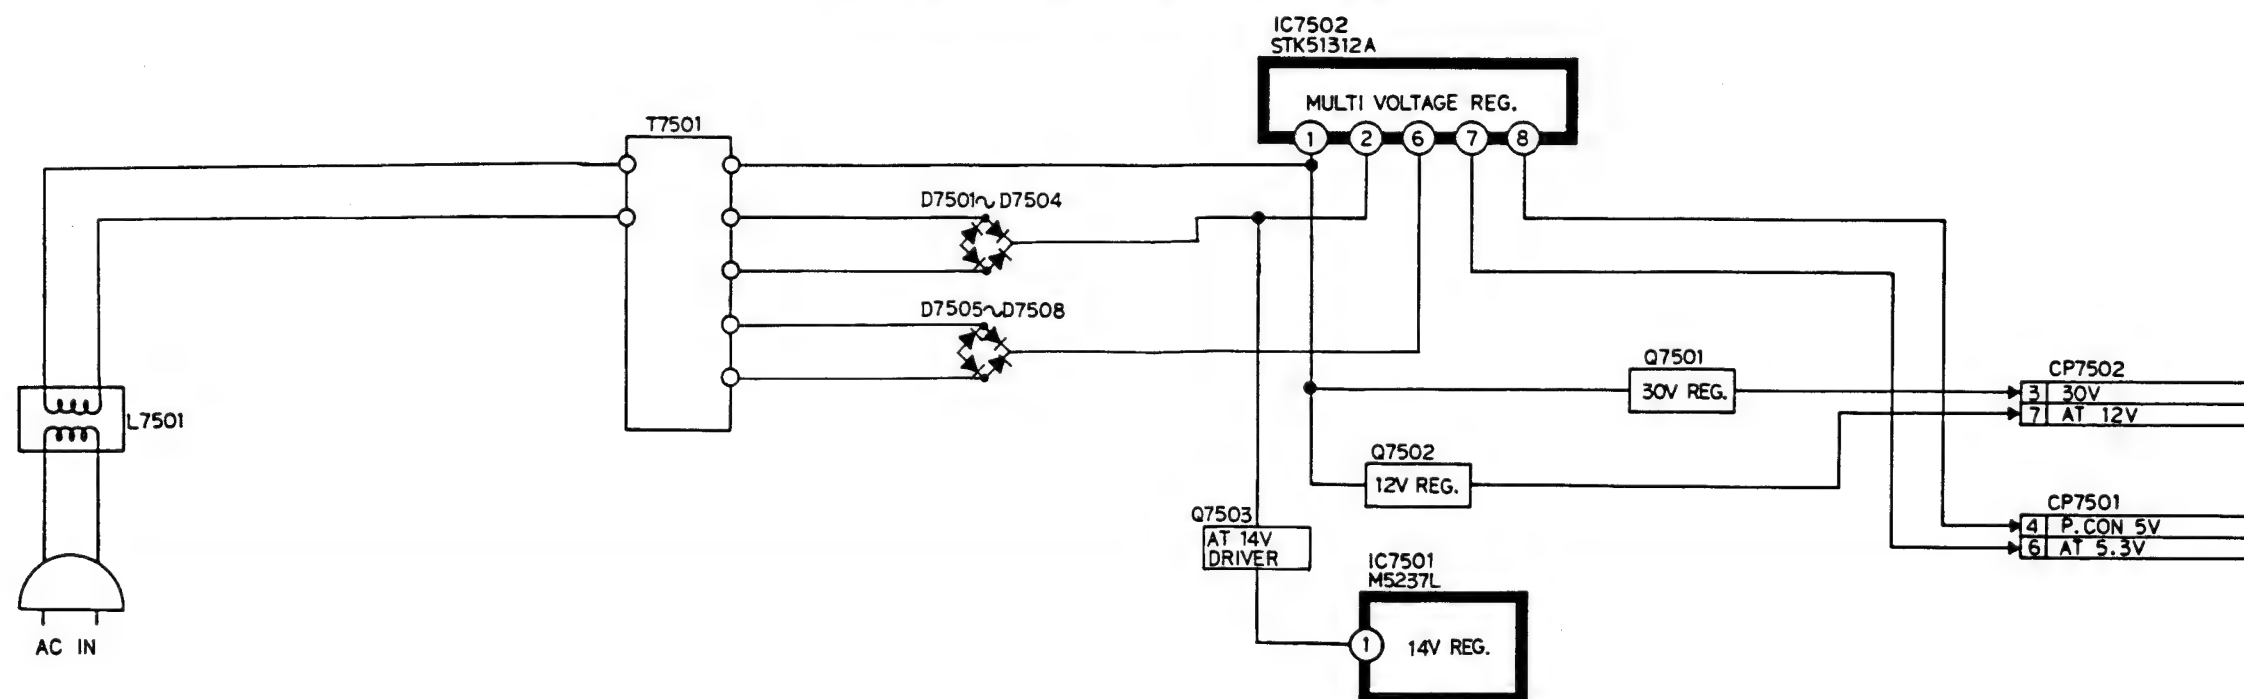 IC7502
STK51312A
MULTI VOLTAGE REG.
1 2 6 7 8
T7501
D7501~D7504
D7505~D7508
L7501
AC IN
Q7501
30V REG.
Q7502
12V REG.
Q7503
AT 14V
DRIVER
IC7501
M5237L
1 14V REG.
CP7502
3 30V
7 AT 12V
CP7501
4 P.CON 5V
6 AT 5.3V